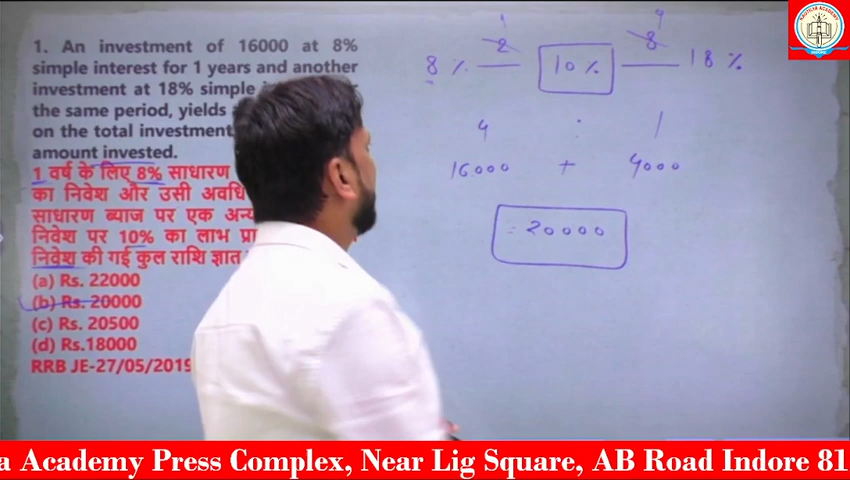 1. An investment of 16000 at 8%
simple interest for 1 years and another
investment at 18% simple
the same period, yields
on the total investment,
amount invested.
1 वर्ष के लिए 8% साधारण
का निवेश और उसी अवधि
साधारण ब्याज पर एक अन्य
निवेश पर 10% का लाभ
निवेश की गई कुल राशि ज्ञात
(a) Rs. 22000
(b) Rs. 20000
(c) Rs. 20500
(d) Rs.18000
RRB JE-27/05/2019
1 4
2 8
8 % 10 % 18 %
4 : 1
16000 + 4000
= 20000
KAUTILYA ACADEMY
a Academy Press Complex, Near Lig Square, AB Road Indore 81